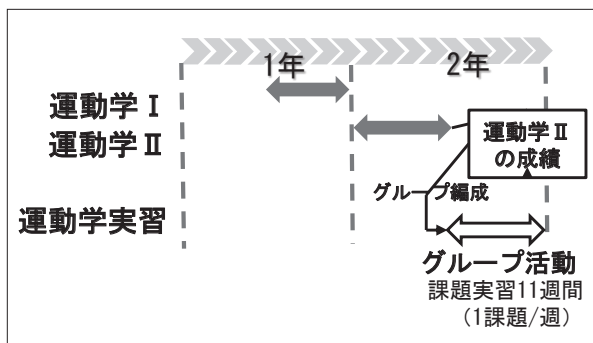 1年
2年
運動学Ⅰ
運動学Ⅱ
運動学Ⅱ
の成績
グループ編成
運動学実習
グループ活動
課題実習11週間
(1課題/週)